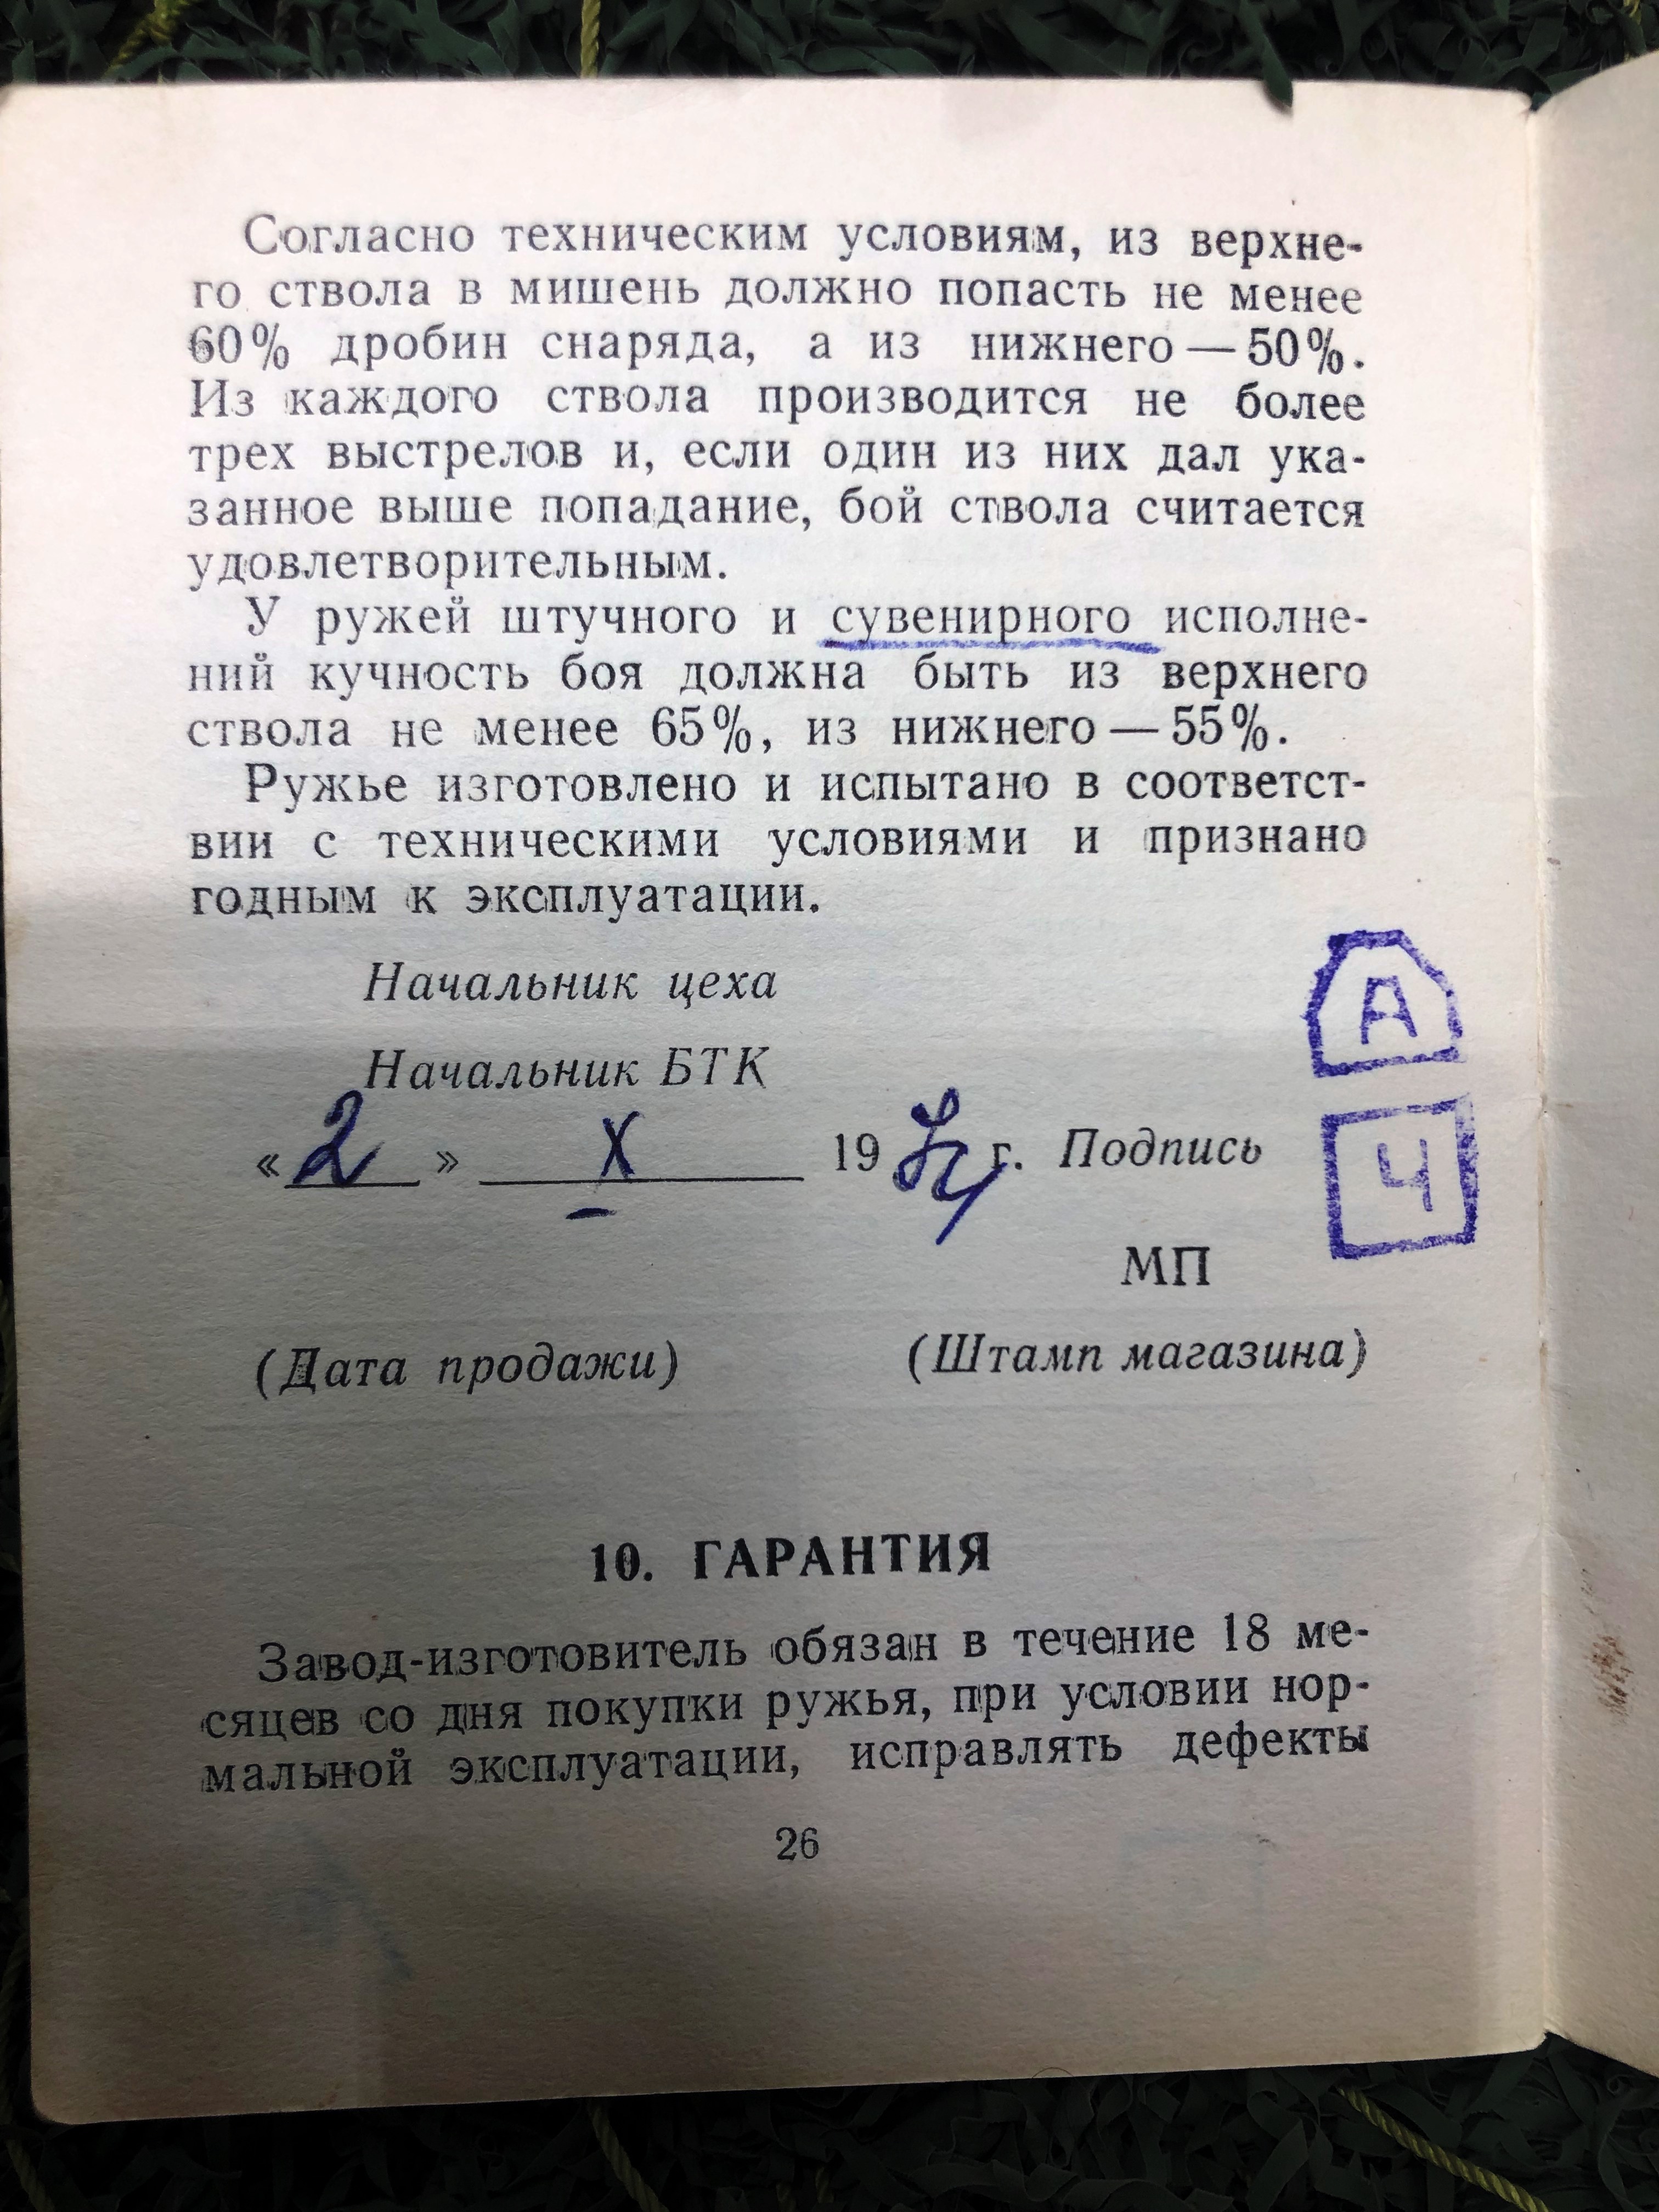 Согласно техническим условиям, из верхне-
го ствола в мишень должно попасть не менее
60% дробин снаряда, а из нижнего — 50%.
Из каждого ствола производится не более
трех выстрелов и, если один из них дал ука-
занное выше попадание, бой ствола считается
удовлетворительным.
У ружей штучного и сувенирного исполне-
ний кучность боя должна быть из верхнего
ствола не менее 65%, из нижнего — 55%.
Ружье изготовлено и испытано в соответст-
вии с техническими условиями и признано
годным к эксплуатации.
Начальник цеха
А
Начальник БТК
« 2 » X 19 г. Подпись
Ч
МП
(Дата продажи) (Штамп магазина)
10. ГАРАНТИЯ
Завод-изготовитель обязан в течение 18 ме-
сяцев со дня покупки ружья, при условии нор-
мальной эксплуатации, исправлять дефекты
26